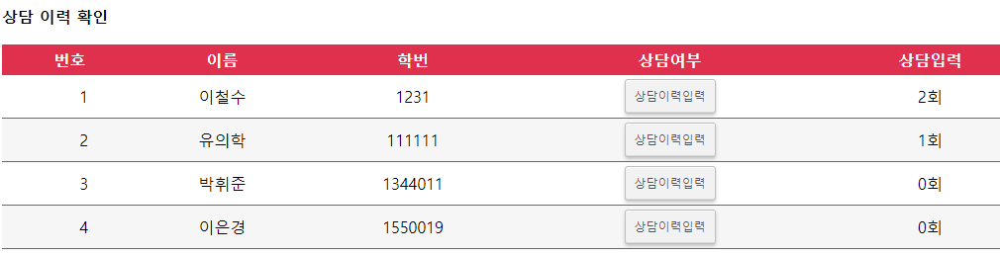 상담 이력 확인
번호 이름 학번 상담여부 상담입력
1 이철수 1231 상담이력입력 2회
2 유의학 111111 상담이력입력 1회
3 박휘준 1344011 상담이력입력 0회
4 이은경 1550019 상담이력입력 0회